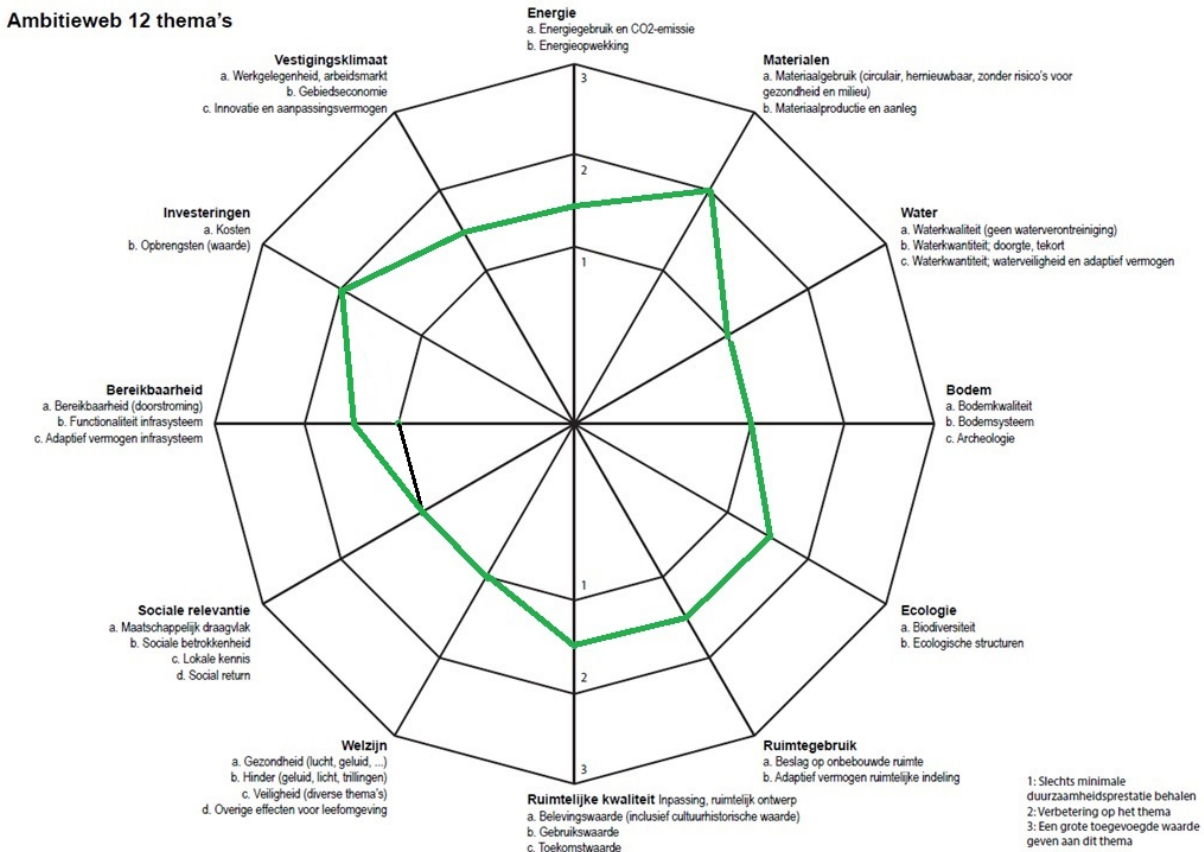 Ambitieweb 12 thema's
Energie
a. Energiegebruik en CO2-emissie
b. Energieopwekking
Materialen
a. Materiaalgebruik (circulair, hernieuwbaar, zonder risico's voor
gezondheid en milieu)
b. Materiaalproductie en aanleg
Water
a. Waterkwaliteit (geen waterverontreiniging)
b. Waterkwantiteit; doorgte, tekort
c. Waterkwantiteit; waterveiligheid en adaptief vermogen
Bodem
a. Bodemkwaliteit
b. Bodemsysteem
c. Archeologie
Ecologie
a. Biodiversiteit
b. Ecologische structuren
Ruimtegebruik
a. Beslag op onbebouwde ruimte
b. Adaptief vermogen ruimtelijke indeling
Ruimtelijke kwaliteit Inpassing, ruimtelijk ontwerp
a. Belevingswaarde (inclusief cultuurhistorische waarde)
b. Gebruikswaarde
c. Toekomstwaarde
Welzijn
a. Gezondheid (lucht, geluid, ...)
b. Hinder (geluid, licht, trillingen)
c. Veiligheid (diverse thema's)
d. Overige effecten voor leefomgeving
Sociale relevantie
a. Maatschappelijk draagvlak
b. Sociale betrokkenheid
c. Lokale kennis
d. Social return
Bereikbaarheid
a. Bereikbaarheid (doorstroming)
b. Functionaliteit infrasysteem
c. Adaptief vermogen infrasysteem
Investeringen
a. Kosten
b. Opbrengsten (waarde)
Vestigingsklimaat
a. Werkgelegenheid, arbeidsmarkt
b. Gebiedseconomie
c. Innovatie en aanpassingsvermogen
3
2
1
1
2
3
1: Slechts minimale
duurzaamheidsprestatie behalen
2: Verbetering op het thema
3: Een grote toegevoegde waarde
geven aan dit thema